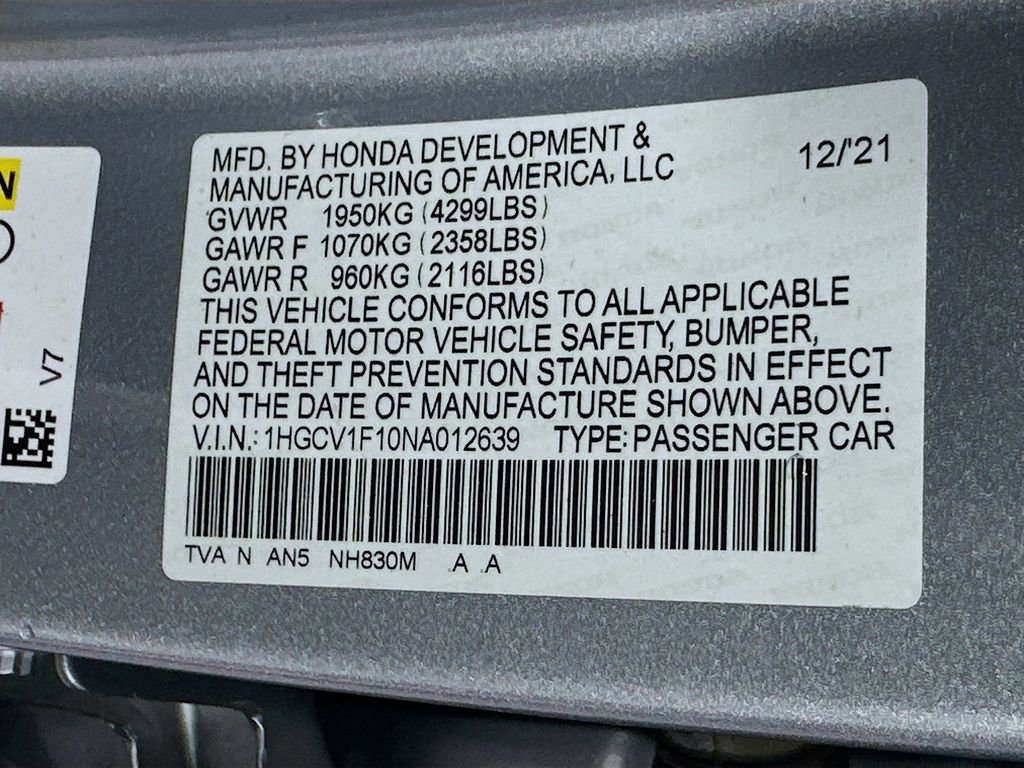 MFD. BY HONDA DEVELOPMENT &
MANUFACTURING OF AMERICA, LLC
12/'21
GVWR 1950KG (4299LBS)
GAWR F 1070KG (2358LBS)
GAWR R 960KG (2116LBS)
THIS VEHICLE CONFORMS TO ALL APPLICABLE
FEDERAL MOTOR VEHICLE SAFETY, BUMPER,
AND THEFT PREVENTION STANDARDS IN EFFECT
ON THE DATE OF MANUFACTURE SHOWN ABOVE.
V.I.N.: 1HGCV1F10NA012639 TYPE: PASSENGER CAR
TVA N AN5 NH830M A A
N
V7